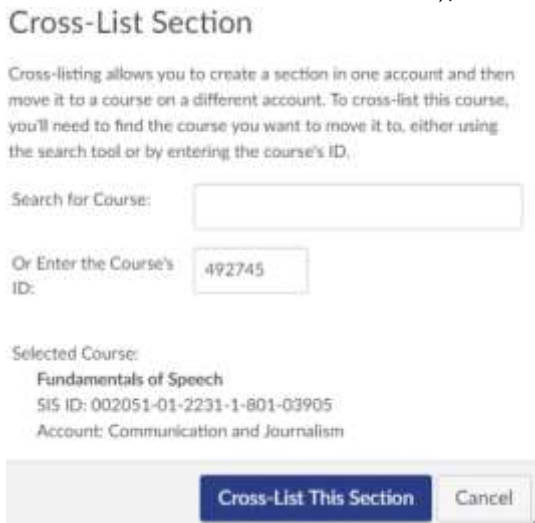 Cross-List Section
Cross-listing allows you to create a section in one account and then
move it to a course on a different account. To cross-list this course,
you'll need to find the course you want to move it to, either using
the search tool or by entering the course's ID.
Search for Course:
Or Enter the Course's
ID:
492745
Selected Course:
Fundamentals of Speech
SIS ID: 002051-01-2231-1-801-03905
Account: Communication and Journalism
Cross-List This Section
Cancel